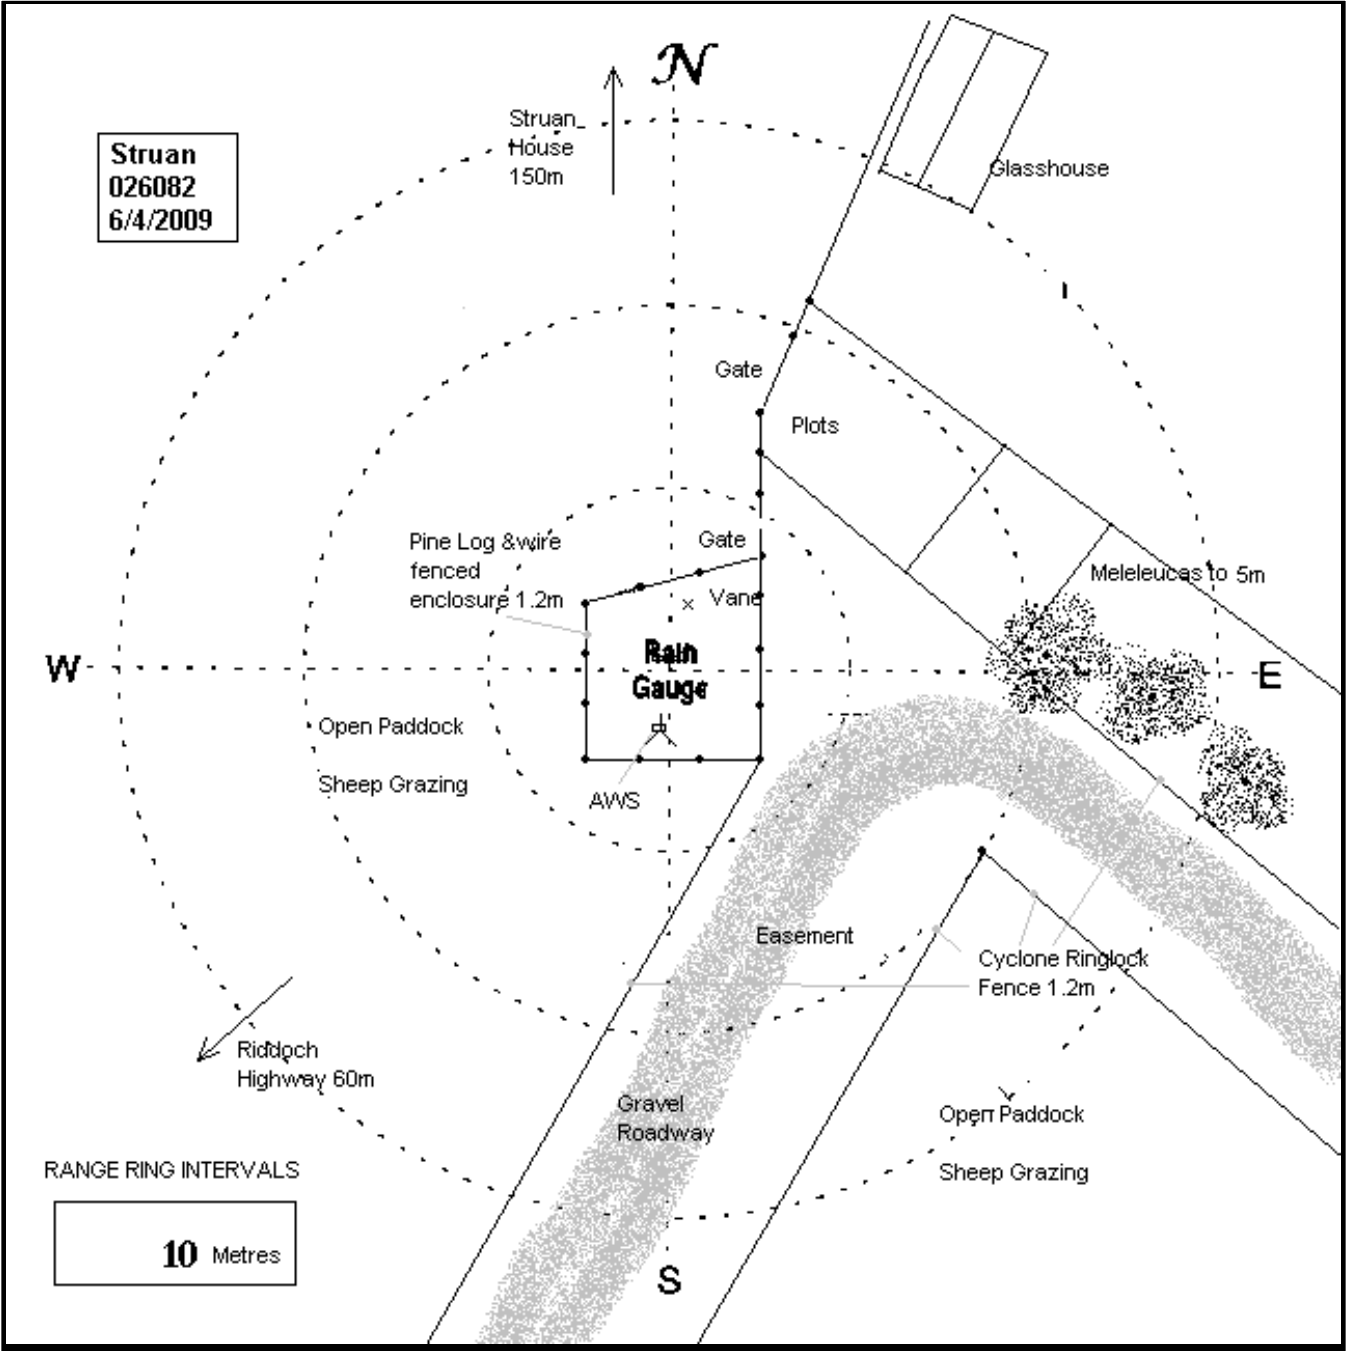 N
Struan
House
150m
Struan
026082
6/4/2009
Glasshouse
Gate
Plots
Pine Log &wire
fenced
enclosure 1.2m
Gate
Vane
Meleleucas to 5m
Rain
Gauge
W
E
Open Paddock
Sheep Grazing
AWS
Easement
Cyclone Ringlock
Fence 1.2m
Riddoch
Highway 60m
Gravel
Roadway
Open Paddock
Sheep Grazing
RANGE RING INTERVALS
10 Metres
S